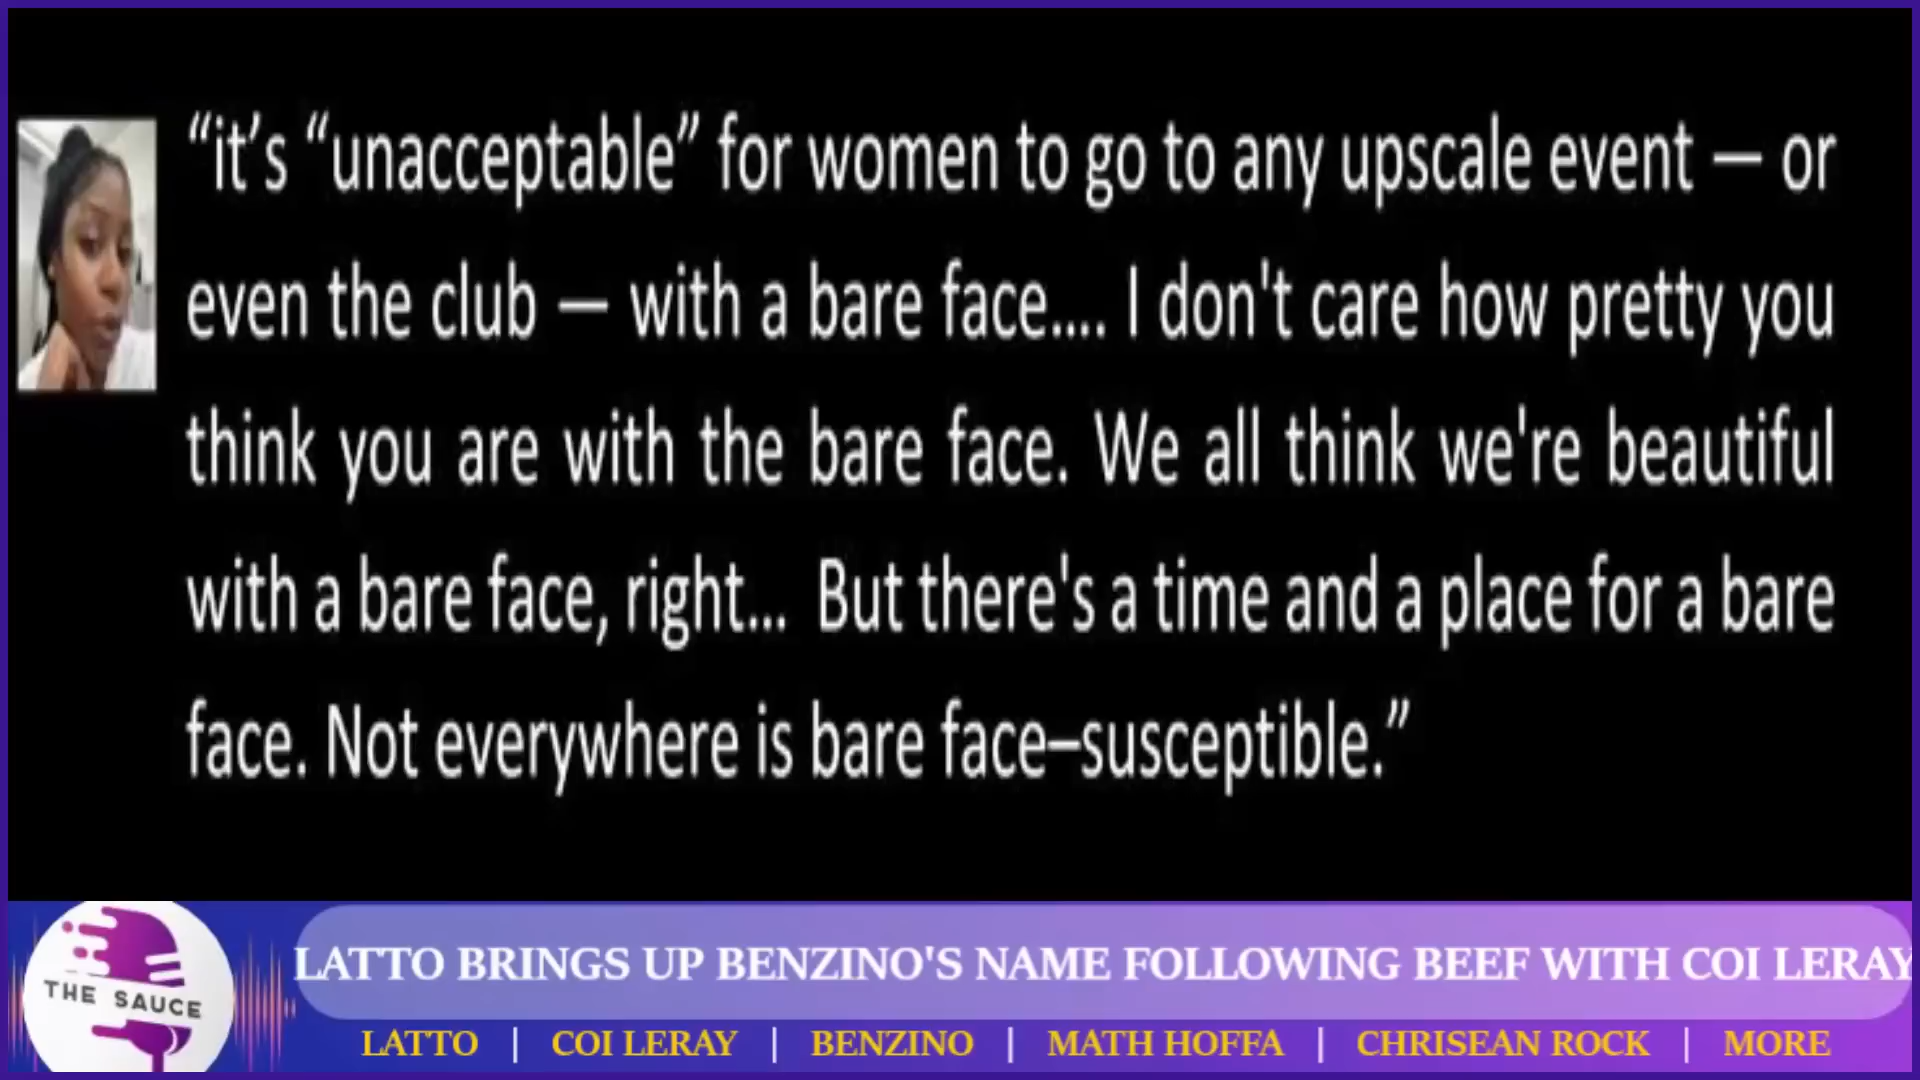 “it’s “unacceptable” for women to go to any upscale event — or
even the club — with a bare face.... I don't care how pretty you
think you are with the bare face. We all think we're beautiful
with a bare face, right...  But there's a time and a place for a bare
face. Not everywhere is bare face–susceptible.”
THE SAUCE
LATTO BRINGS UP BENZINO'S NAME FOLLOWING BEEF WITH COI LERAY
LATTO | COI LERAY | BENZINO | MATH HOFFA | CHRISEAN ROCK | MORE